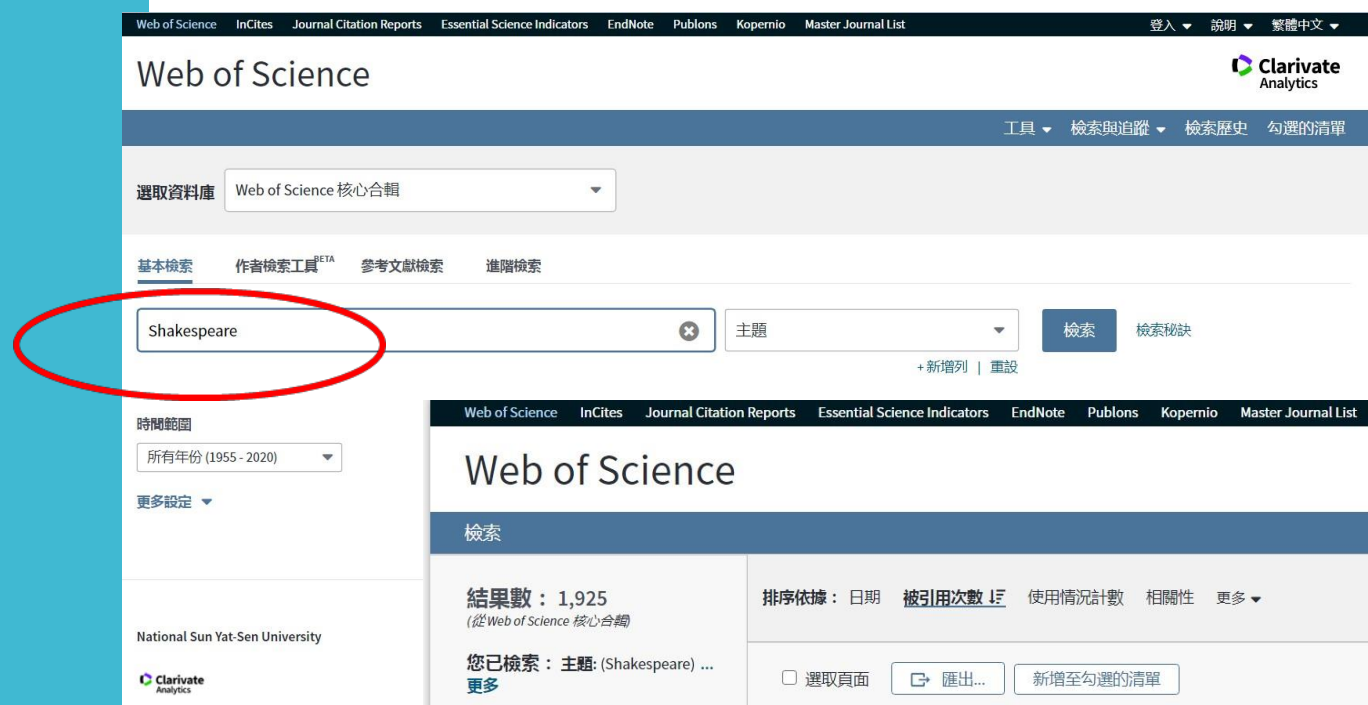 Web of Science InCites Journal Citation Reports Essential Science Indicators EndNote Publons Kopernio Master Journal List 登入 說明 繁體中文
Web of Science
Clarivate
Analytics
工具 檢索與追蹤 檢索歷史 勾選的清單
選取資料庫 Web of Science 核心合輯
基本檢索 作者檢索工具BETA 參考文獻檢索 進階檢索
Shakespeare 主題 檢索 檢索秘訣
+新增列 | 重設
時間範圍
所有年份 (1955 - 2020)
更多設定
National Sun Yat-Sen University
Clarivate
Analytics
Web of Science InCites Journal Citation Reports Essential Science Indicators EndNote Publons Kopernio Master Journal List
Web of Science
檢索
結果數： 1,925
(從 Web of Science 核心合輯)
您已檢索： 主題: (Shakespeare) ...
更多
排序依據： 日期 被引用次數 使用情況計數 相關性 更多
選取頁面 匯出... 新增至勾選的清單